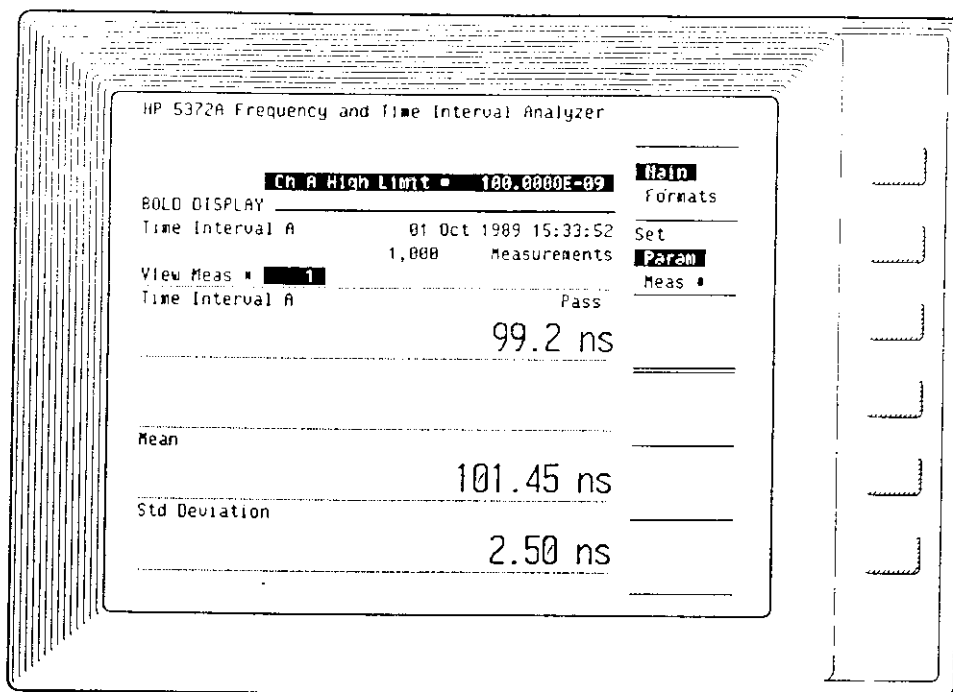 HP 5372A Frequency and Time Interval Analyzer
Ch A High Limit = 100.0000E-09
Main
Formats
BOLD DISPLAY
Time Interval A 01 Oct 1989 15:33:52
1,000 Measurements
Set
Param
Meas #
View Meas # 1
Time Interval A Pass
99.2 ns
Mean
101.45 ns
Std Deviation
2.50 ns